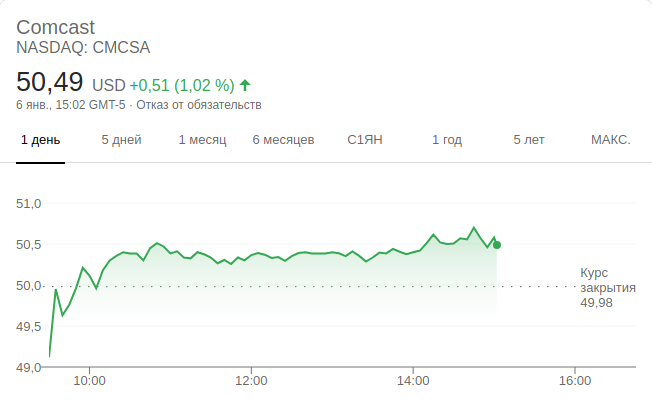 Comcast
NASDAQ: CMCSA
50,49 USD +0,51 (1,02 %)
6 янв., 15:02 GMT-5 · Отказ от обязательств
1 день 5 дней 1 месяц 6 месяцев С1ЯН 1 год 5 лет МАКС.
51,0
50,5
50,0
49,5
49,0
Курс
закрытия
49,98
10:00 12:00 14:00 16:00